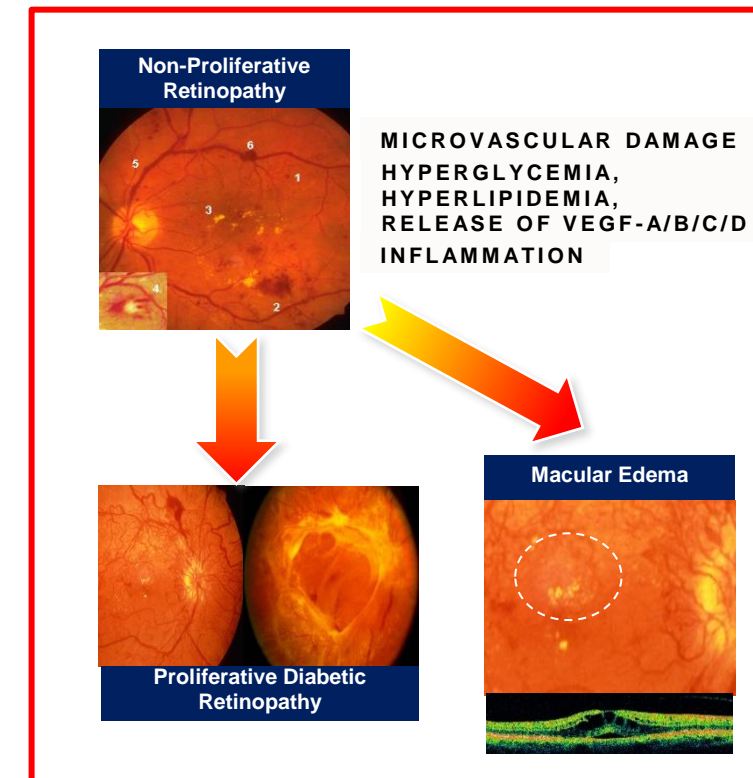 Non-Proliferative
Retinopathy
6
5
1
3
4
2
MICROVASCULAR DAMAGE
HYPERGLYCEMIA,
HYPERLIPIDEMIA,
RELEASE OF VEGF-A/B/C/D
INFLAMMATION
Macular Edema
Proliferative Diabetic
Retinopathy